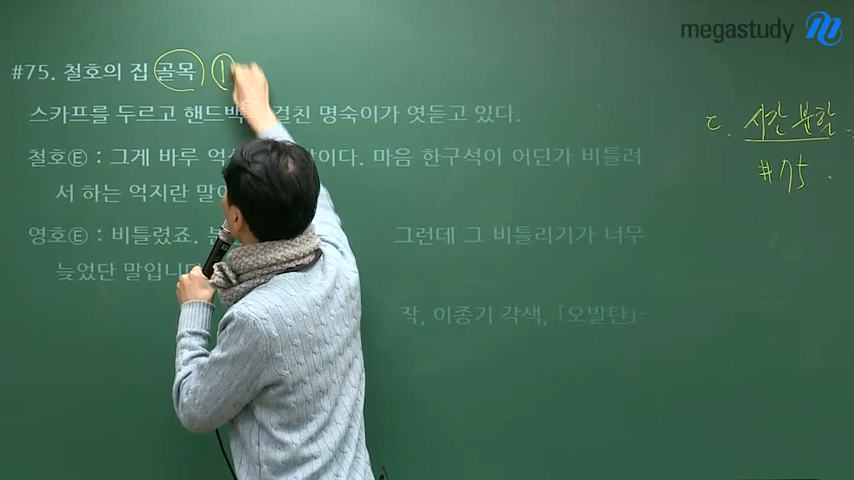 megastudy
#75. 철호의 집 골목 ①
스카프를 두르고 핸드백 걸친 명숙이가 엿듣고 있다.
철호Ⓔ : 그게 바루 억 이다. 마음 한구석이 어딘가 비틀려
서 하는 억지란 말
영호Ⓔ : 비틀렸죠. 그런데 그 비틀리기가 너무
늦었단 말입니
작, 이종기 각색, 「오발탄」-
ㄷ. 시간 분할
#75.